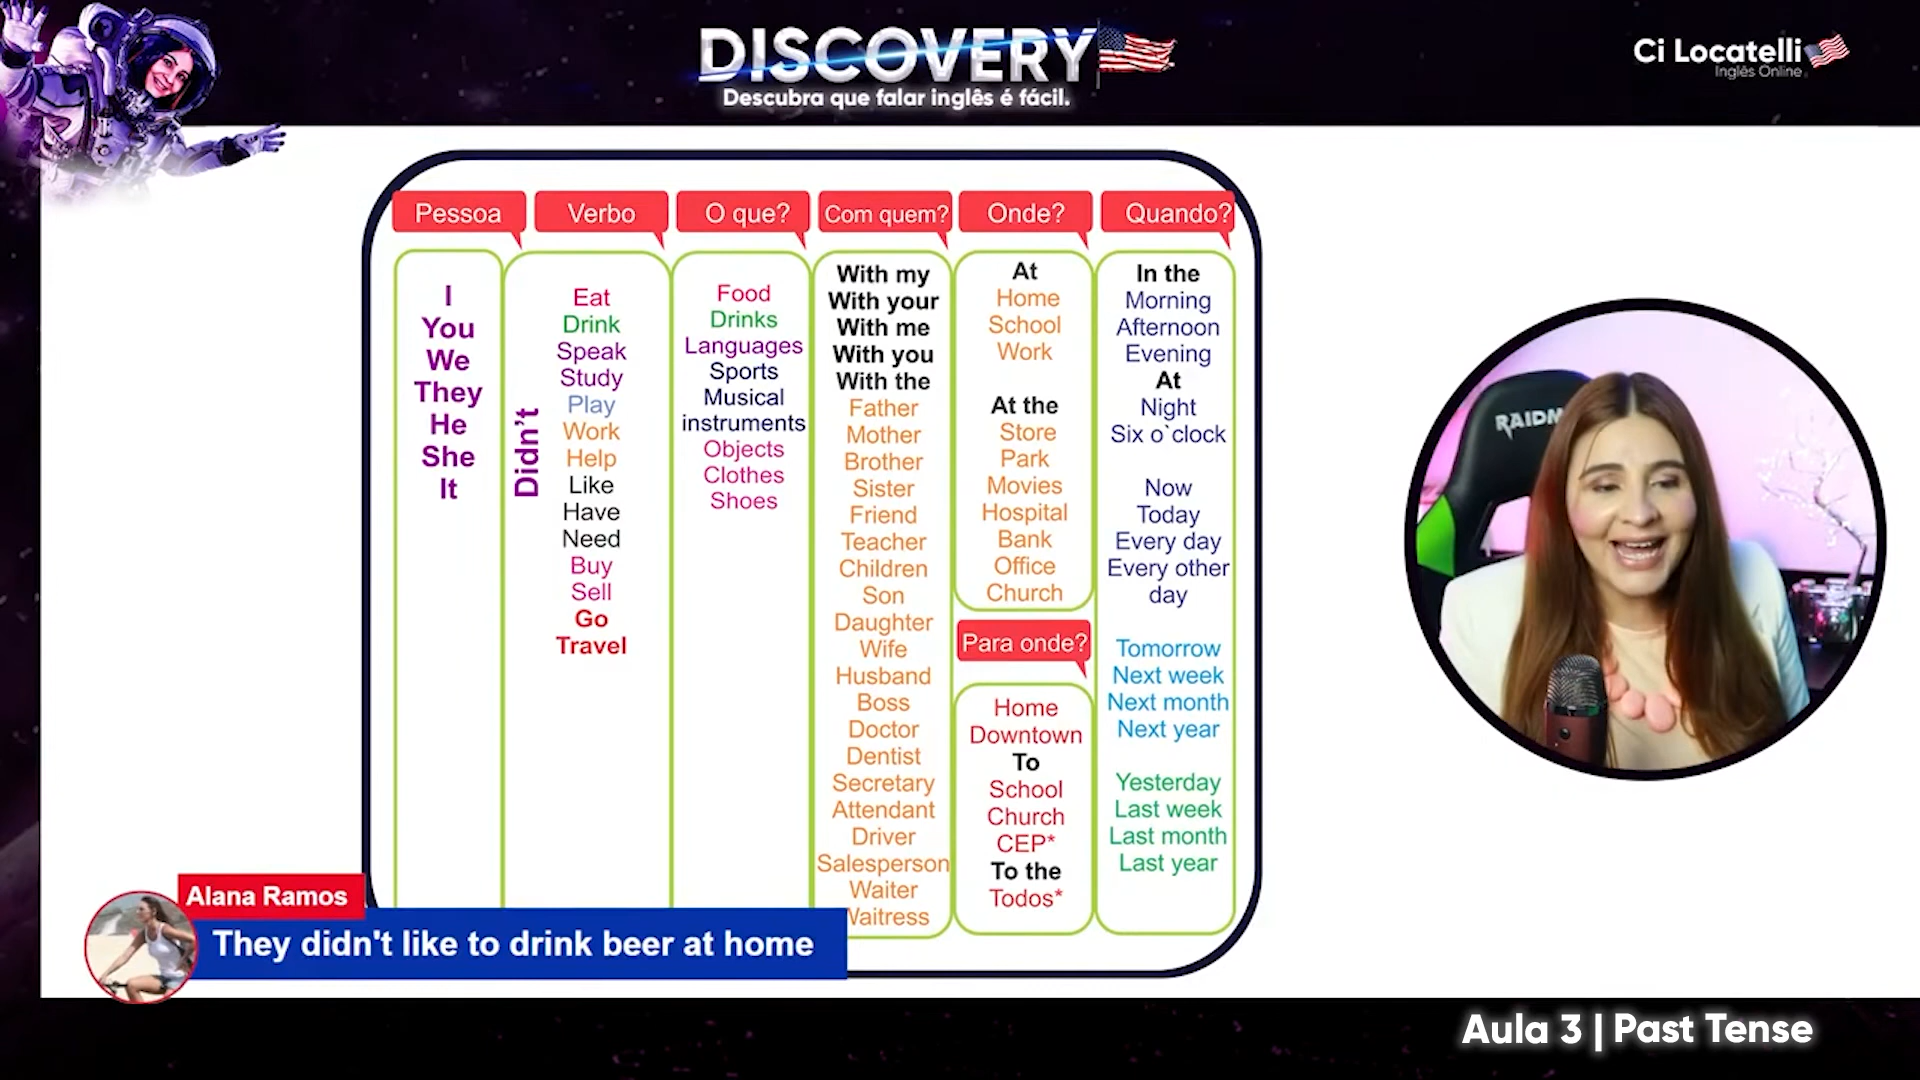 DISCOVERY
Descubra que falar inglês é fácil.
Ci Locatelli
Inglês Online
Pessoa
Verbo
O que?
Com quem?
Onde?
Quando?
I
You
We
They
He
She
It
Didn't
Eat
Drink
Speak
Study
Play
Work
Help
Like
Have
Need
Buy
Sell
Go
Travel
Food
Drinks
Languages
Sports
Musical
instruments
Objects
Clothes
Shoes
With my
With your
With me
With you
With the
Father
Mother
Brother
Sister
Friend
Teacher
Children
Son
Daughter
Wife
Husband
Boss
Doctor
Dentist
Secretary
Attendant
Driver
Salesperson
Waiter
Waitress
At
Home
School
Work
At the
Store
Park
Movies
Hospital
Bank
Office
Church
Para onde?
Home
Downtown
To
School
Church
CEP*
To the
Todos*
In the
Morning
Afternoon
Evening
At
Night
Six o`clock
Now
Today
Every day
Every other
day
Tomorrow
Next week
Next month
Next year
Yesterday
Last week
Last month
Last year
RAIDM
Alana Ramos
They didn't like to drink beer at home
Aula 3 | Past Tense